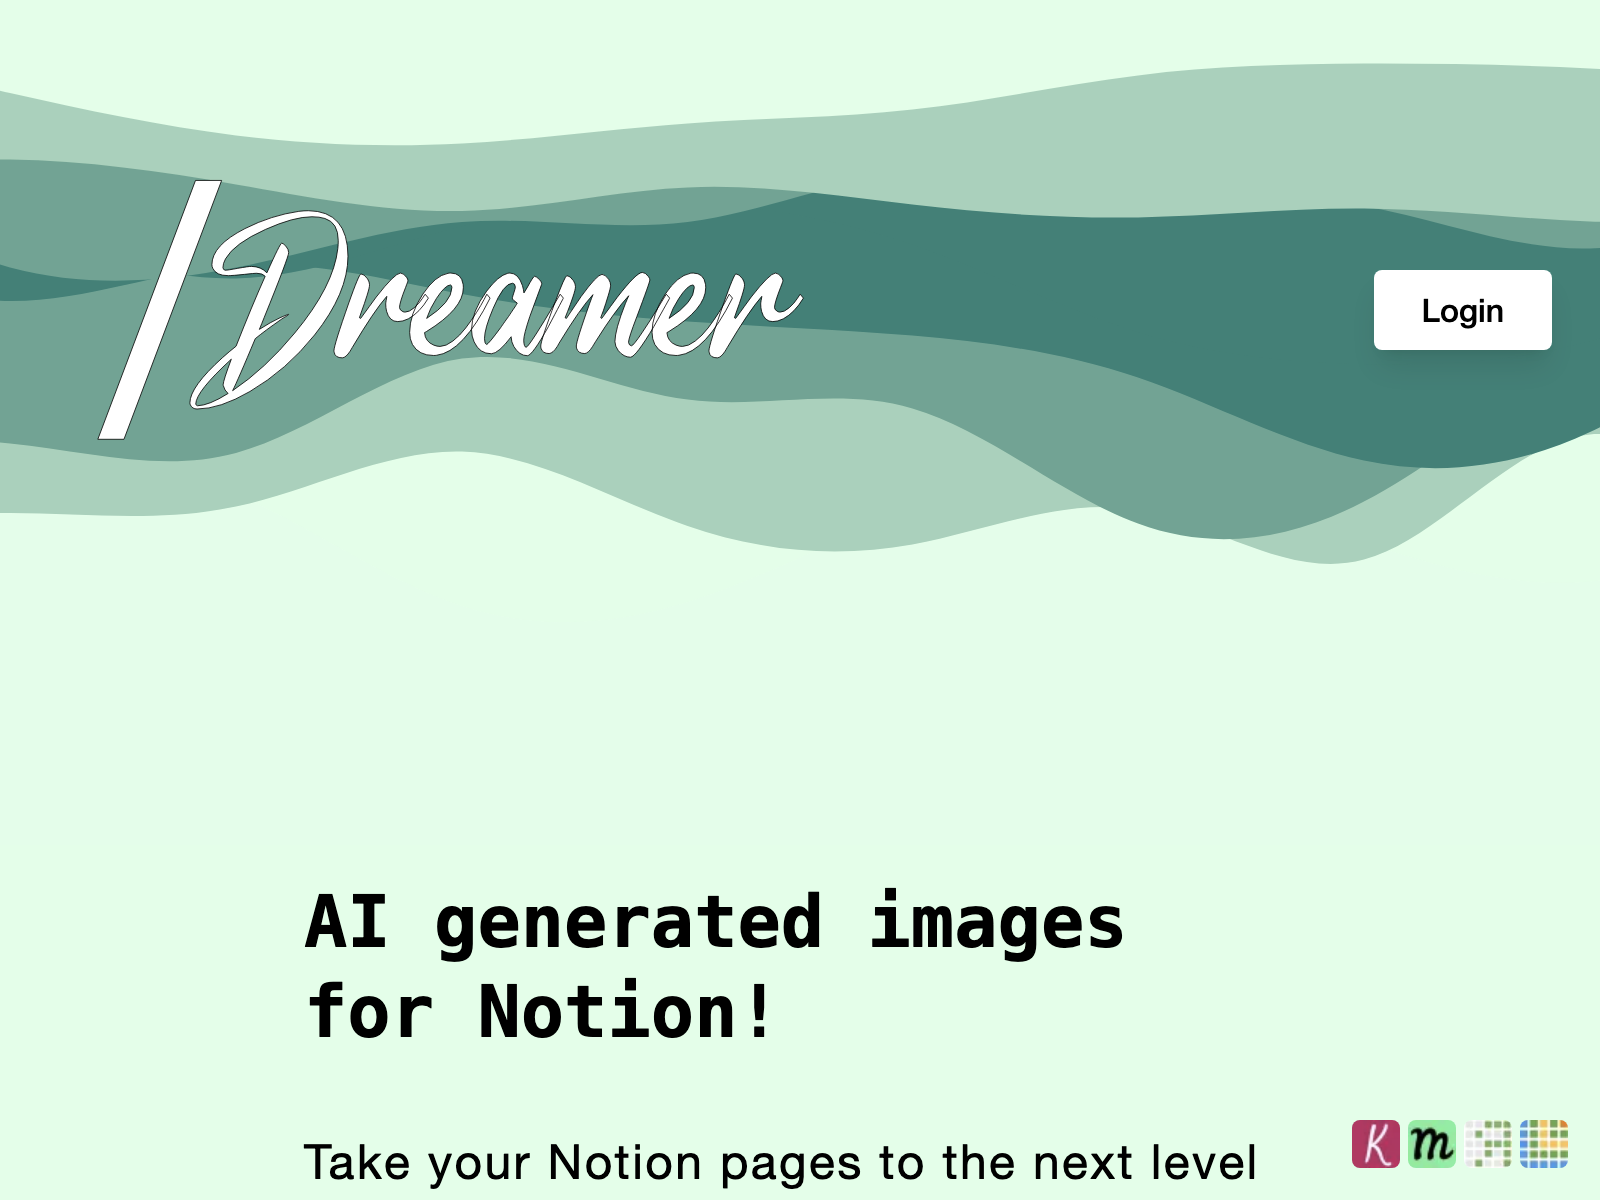 /Dreamer
Login
AI generated images
for Notion!
Take your Notion pages to the next level
K m